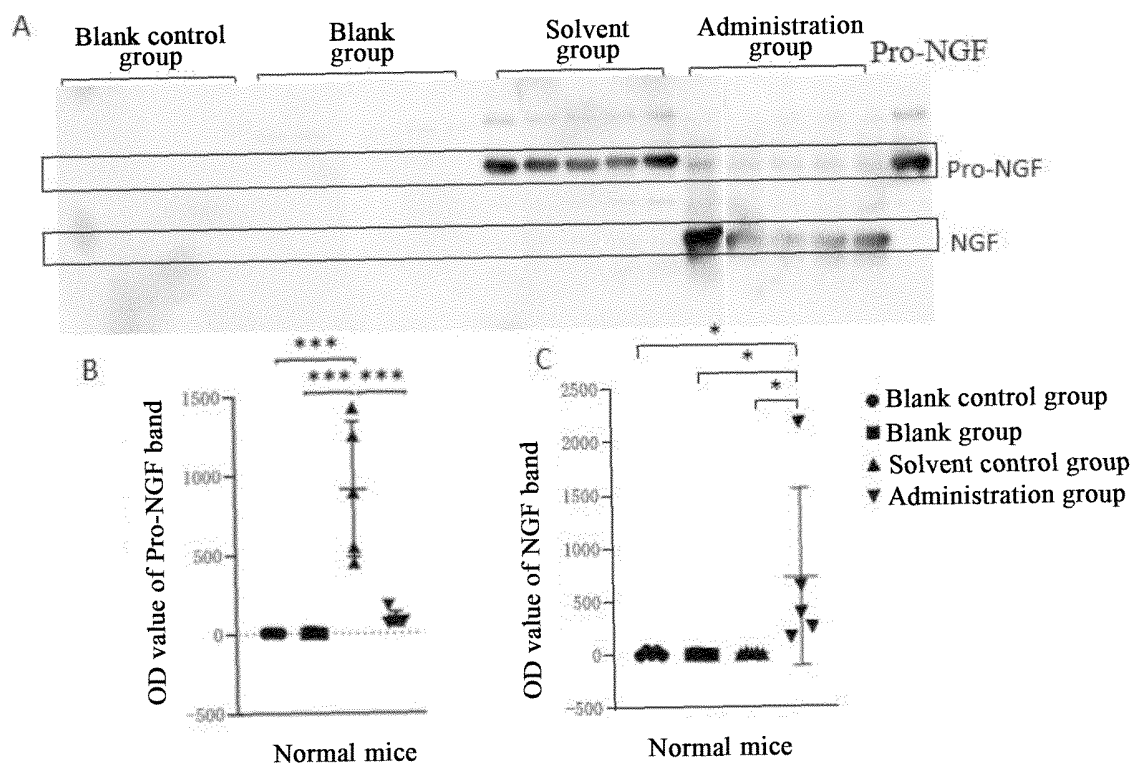 A
Blank control
group
Blank
group
Solvent
group
Administration
group
Pro-NGF
Pro-NGF
NGF
B
***
*** ***
OD value of Pro-NGF band
1500
1000
500
0
-500
Normal mice
C
*
*
*
OD value of NGF band
2500
2000
1500
1000
500
0
-500
Normal mice
Blank control group
Blank group
Solvent control group
Administration group